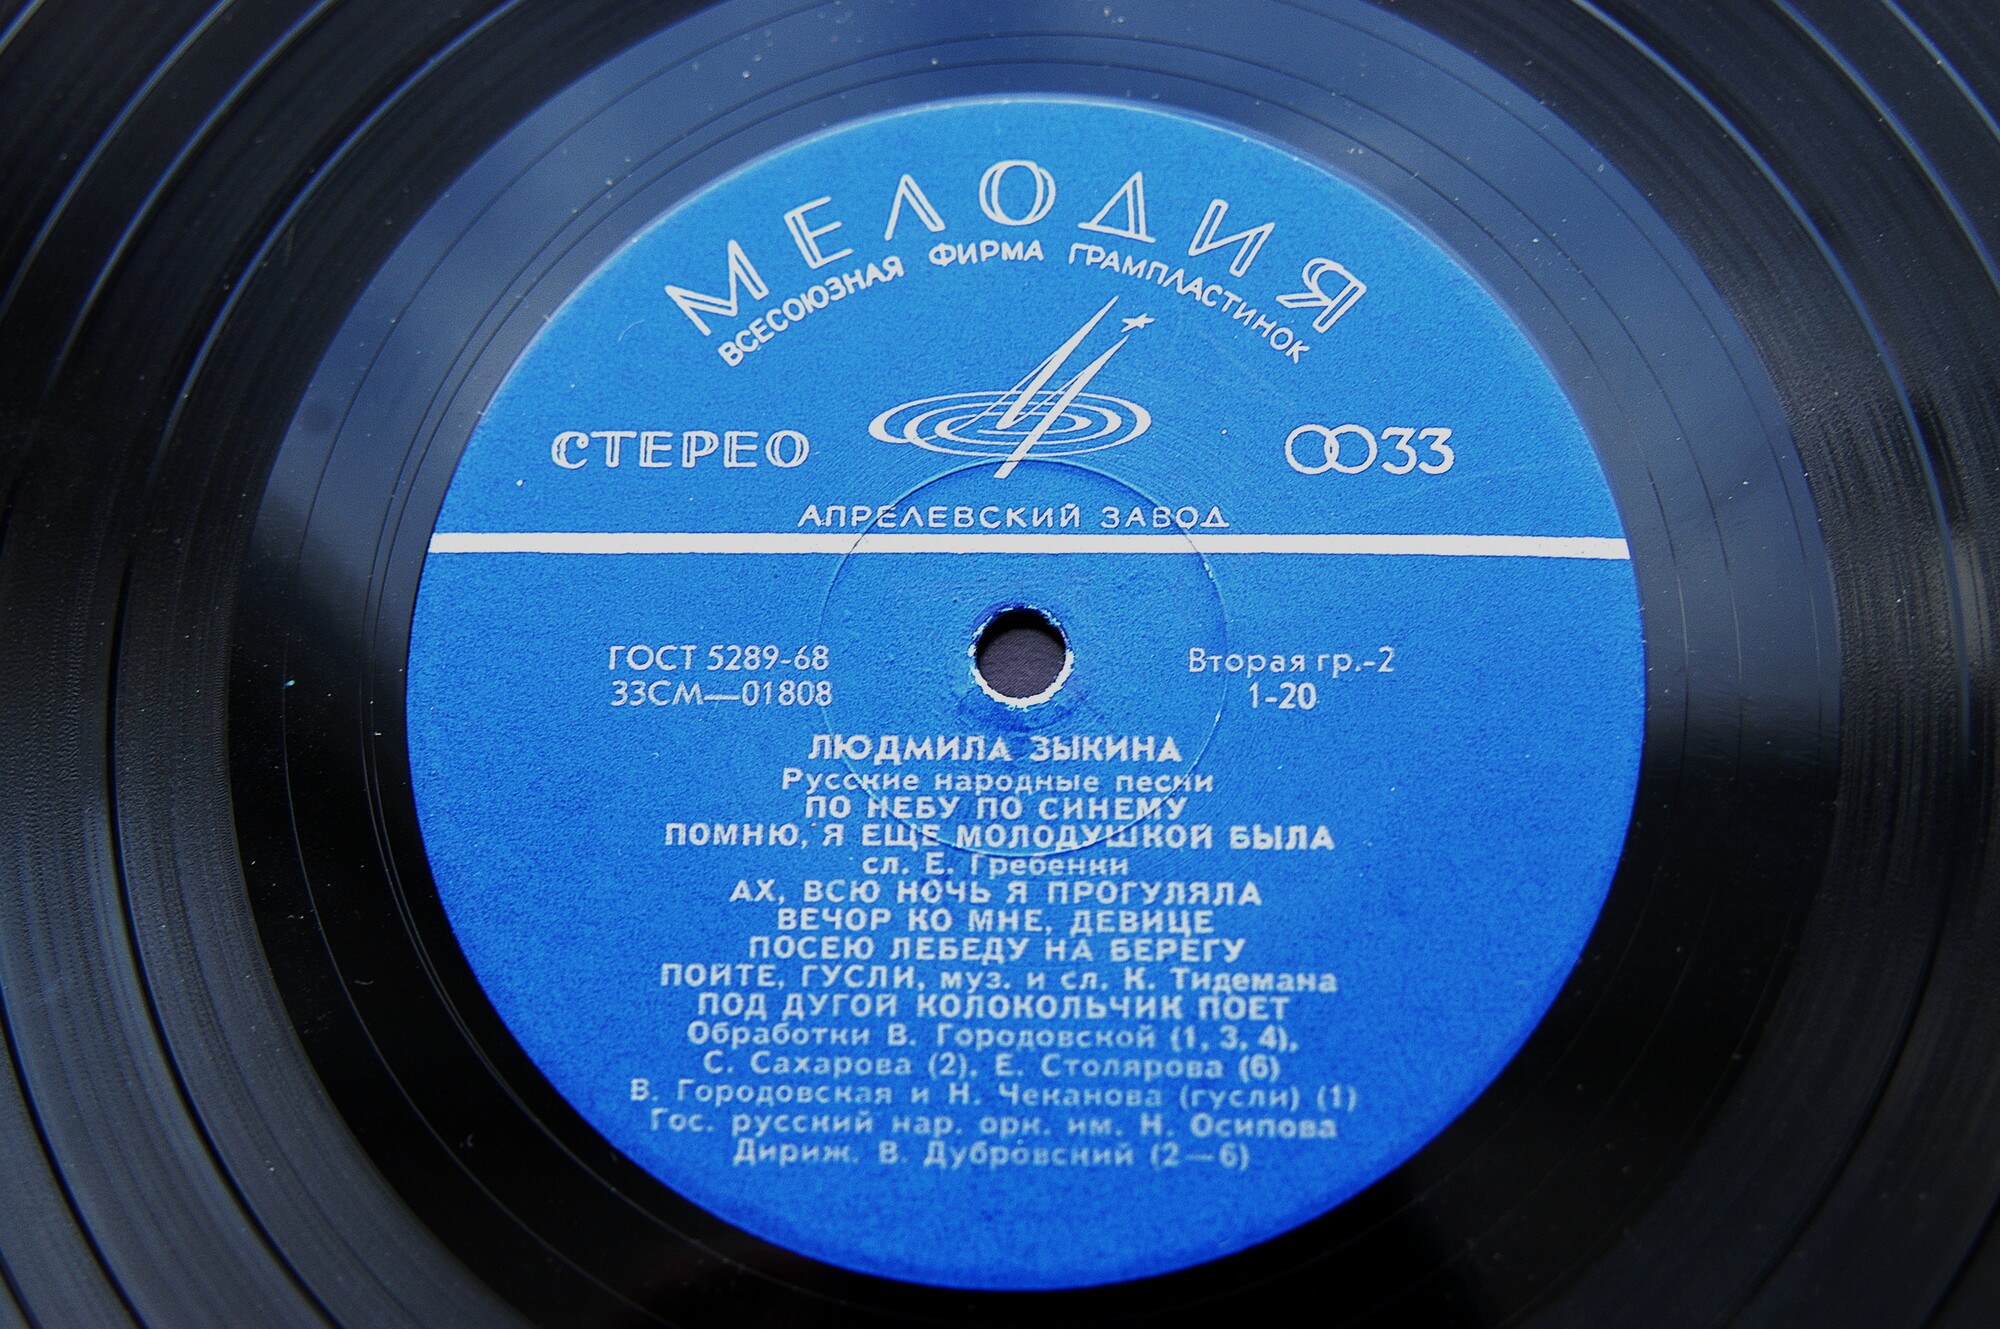 МЕЛОДИЯ
ВСЕСОЮЗНАЯ ФИРМА ГРАМПЛАСТИНОК
СТЕРЕО
33
АПРЕЛЕВСКИЙ ЗАВОД
ГОСТ 5289-68
33СМ—01808
Вторая гр.-2
1-20
ЛЮДМИЛА ЗЫКИНА
Русские народные песни
ПО НЕБУ ПО СИНЕМУ
ПОМНЮ, Я ЕЩЕ МОЛОДУШКОЙ БЫЛА
сл. Е. Гребенки
АХ, ВСЮ НОЧЬ Я ПРОГУЛЯЛА
ВЕЧОР КО МНЕ, ДЕВИЦЕ
ПОСЕЮ ЛЕБЕДУ НА БЕРЕГУ
ПОЙТЕ, ГУСЛИ, муз. и сл. К. Тидемана
ПОД ДУГОЙ КОЛОКОЛЬЧИК ПОЕТ
Обработки В. Городовской (1, 3, 4),
С. Сахарова (2), Е. Столярова (6)
В. Городовская и Н. Чеканова (гусли) (1)
Гос. русский нар. орк. им. Н. Осипова
Дириж. В. Дубровский (2—6)